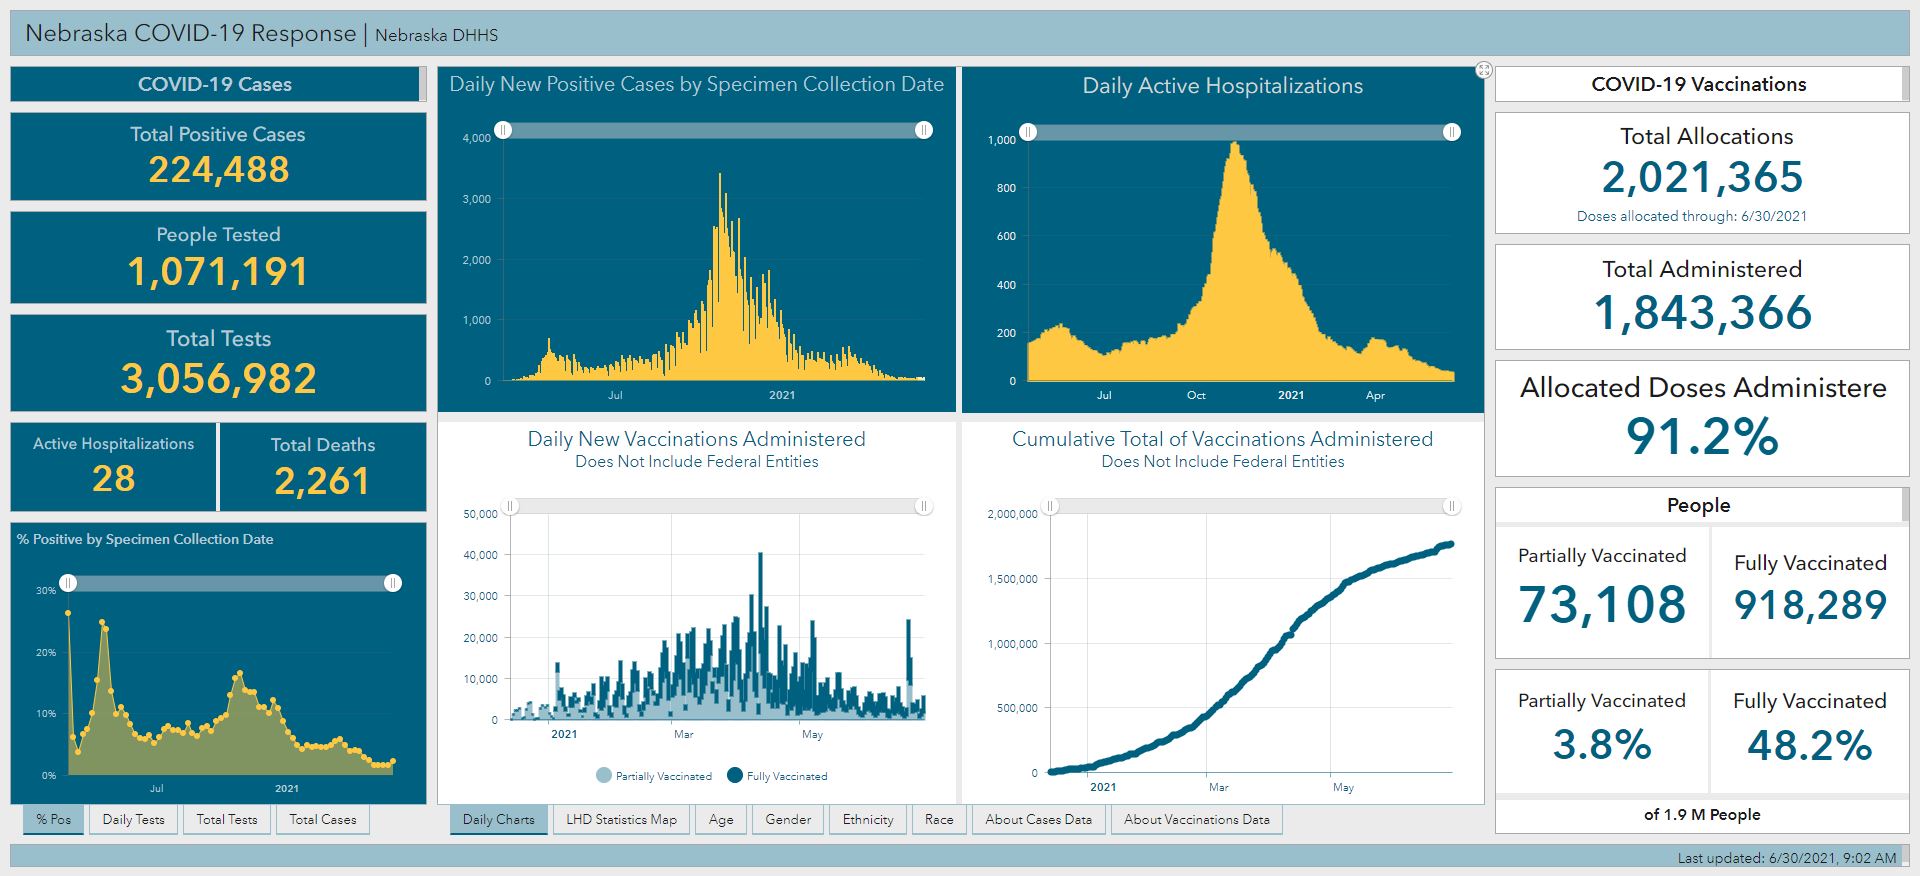 Nebraska COVID-19 Response | Nebraska DHHS
COVID-19 Cases
Total Positive Cases
224,488
People Tested
1,071,191
Total Tests
3,056,982
Active Hospitalizations
28
Total Deaths
2,261
% Positive by Specimen Collection Date
30%
20%
10%
0%
Jul
2021
% Pos
Daily Tests
Total Tests
Total Cases
Daily New Positive Cases by Specimen Collection Date
4,000
3,000
2,000
1,000
0
Jul
2021
Daily Active Hospitalizations
1,000
800
600
400
200
0
Jul
Oct
2021
Apr
Daily New Vaccinations Administered
Does Not Include Federal Entities
50,000
40,000
30,000
20,000
10,000
0
2021
Mar
May
Partially Vaccinated
Fully Vaccinated
Cumulative Total of Vaccinations Administered
Does Not Include Federal Entities
2,000,000
1,500,000
1,000,000
500,000
0
2021
Mar
May
Daily Charts
LHD Statistics Map
Age
Gender
Ethnicity
Race
About Cases Data
About Vaccinations Data
COVID-19 Vaccinations
Total Allocations
2,021,365
Doses allocated through: 6/30/2021
Total Administered
1,843,366
Allocated Doses Administere
91.2%
People
Partially Vaccinated
73,108
Fully Vaccinated
918,289
Partially Vaccinated
3.8%
Fully Vaccinated
48.2%
of 1.9 M People
Last updated: 6/30/2021, 9:02 AM